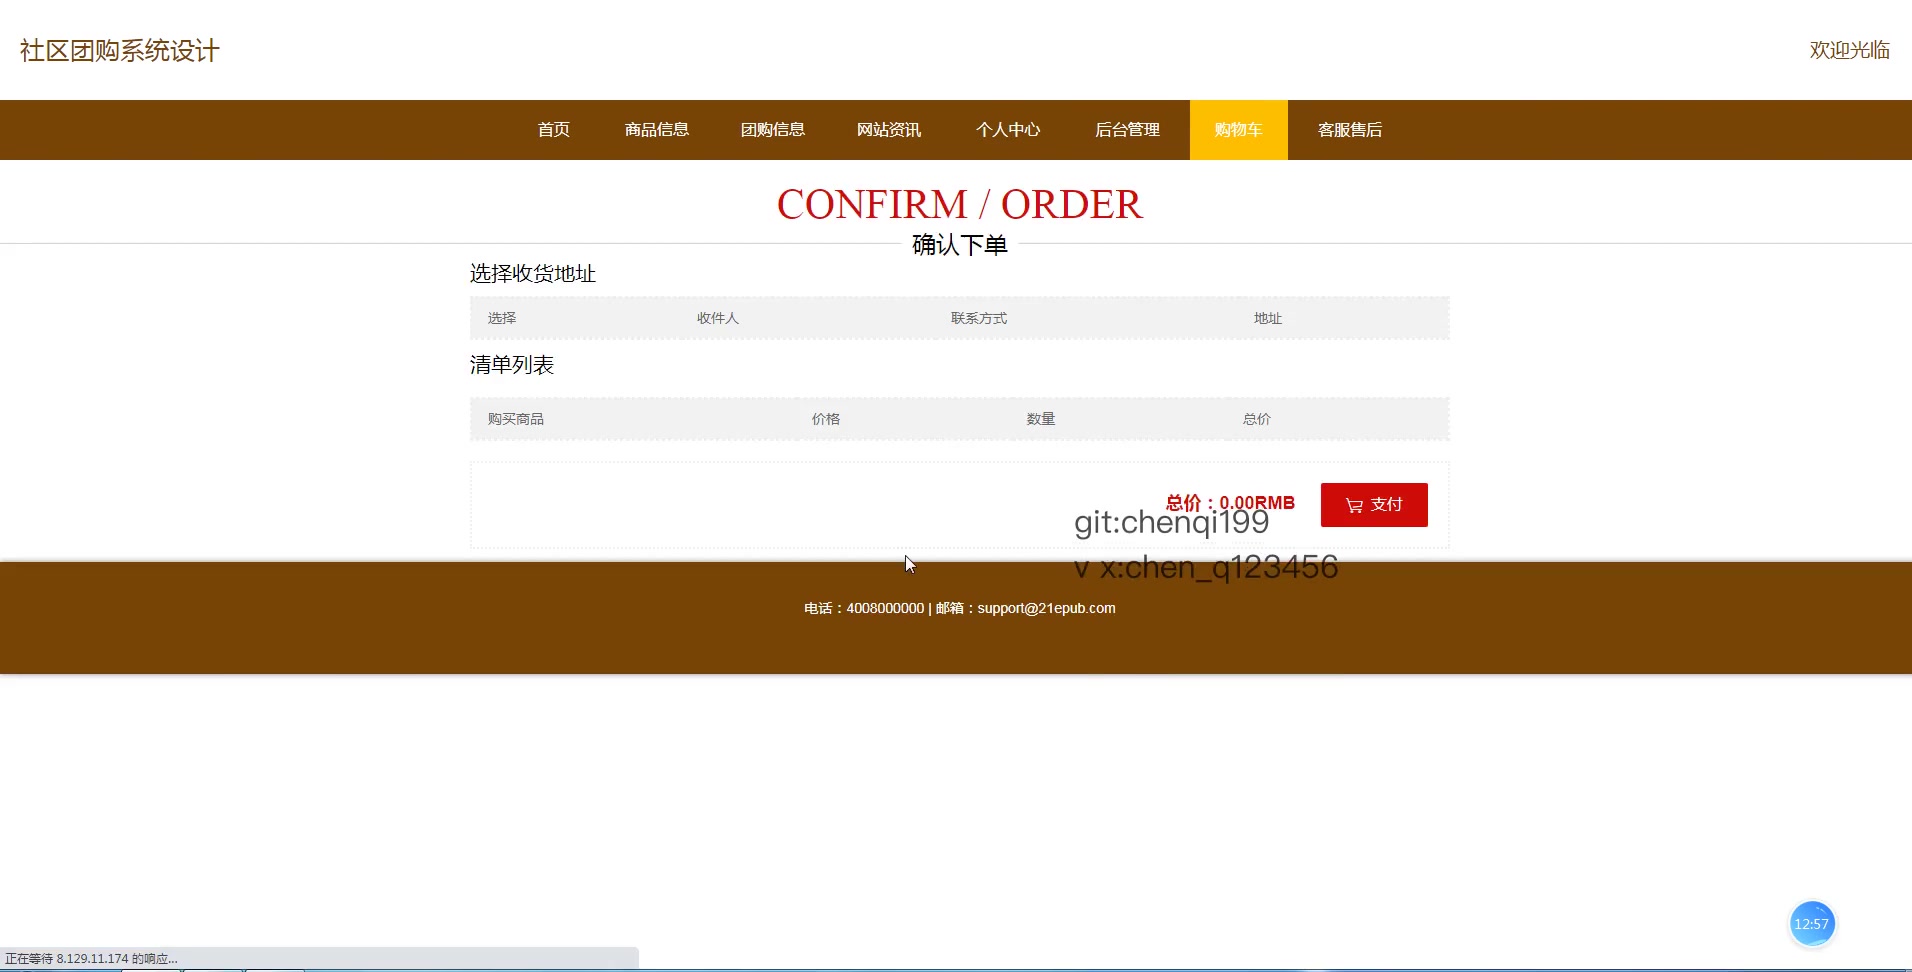 社区团购系统设计
欢迎光临
首页 商品信息 团购信息 网站资讯 个人中心 后台管理 购物车 客服售后
CONFIRM / ORDER
确认下单
选择收货地址
选择 收件人 联系方式 地址
清单列表
购买商品 价格 数量 总价
总价：0.00RMB 支付
git:chenqi199
v x:chen_q123456
电话：4008000000 | 邮箱：support@21epub.com
12:57
正在等待 8.129.11.174 的响应...